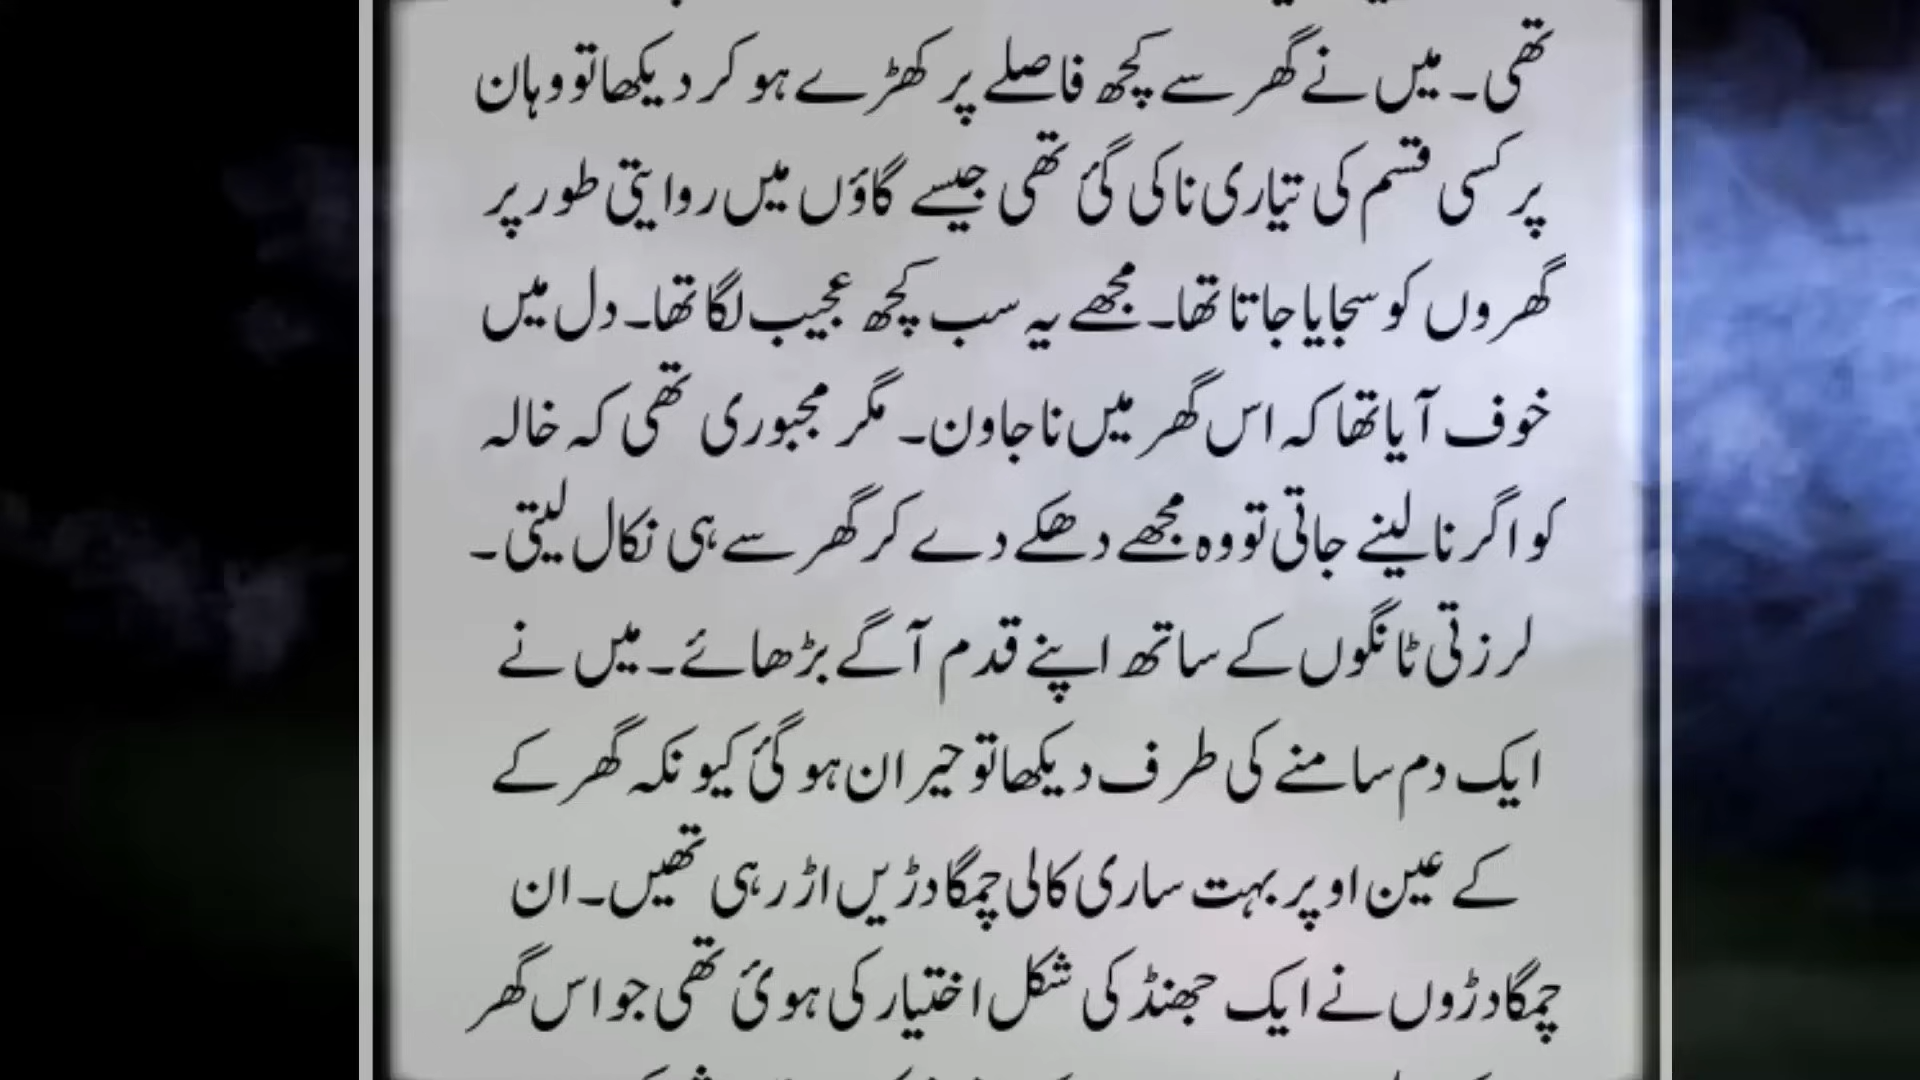 تھی۔ میں نے گھر سے کچھ فاصلے پر کھڑے ہو کر دیکھا تو وہان
پر کسی قسم کی تیاری نا کی گئ تھی جیسے گاؤں میں روایتی طور پر
گھروں کو سجایا جاتا تھا۔ مجھے یہ سب کچھ عجیب لگا تھا۔ دل میں
خوف آیا تھا کہ اس گھر میں نا جاون۔ مگر مجبوری تھی کہ خالہ
کو اگر نا لینے جاتی تو وہ مجھے دھکے دے کر گھر سے ہی نکال لیتی۔
لرزتی ٹانگوں کے ساتھ اپنے قدم آگے بڑھائے۔ میں نے
ایک دم سامنے کی طرف دیکھا تو حیران ہو گئ کیونکہ گھر کے
کے عین اوپر بہت ساری کالی چمگادڑیں اڑ رہی تھیں۔ ان
چمگادڑوں نے ایک جھنڈ کی شکل اختیار کی ہوئ تھی جو اس گھر